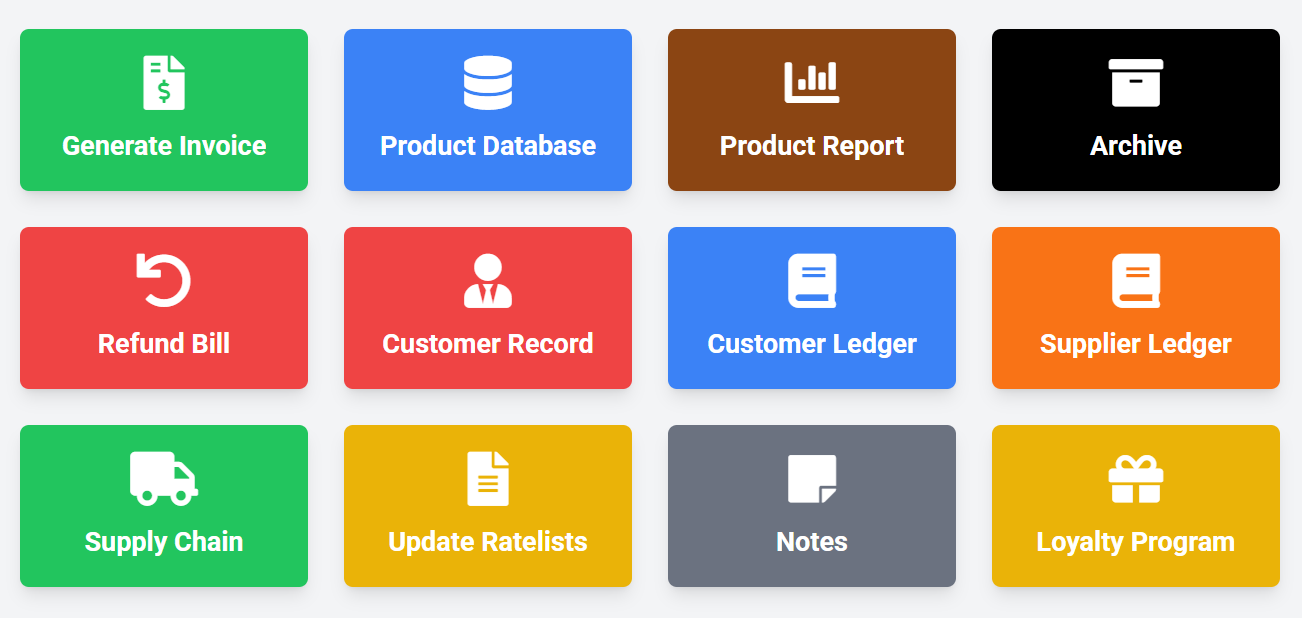 Generate Invoice
Product Database
Product Report
Archive
Refund Bill
Customer Record
Customer Ledger
Supplier Ledger
Supply Chain
Update Ratelists
Notes
Loyalty Program